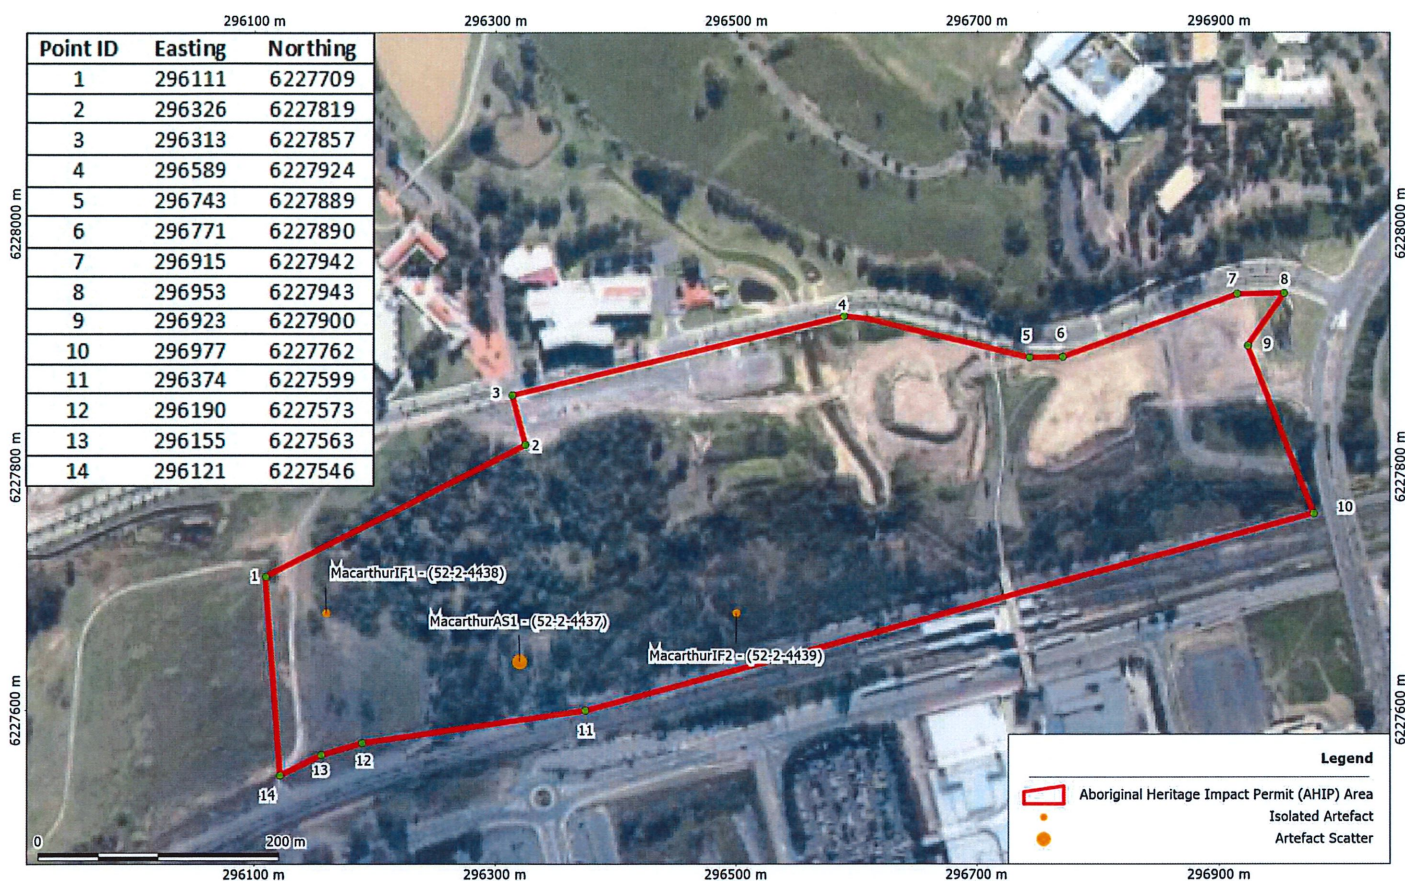 296100 m 296300 m 296500 m 296700 m 296900 m
Point ID Easting Northing
1 296111 6227709
2 296326 6227819
3 296313 6227857
4 296589 6227924
5 296743 6227889
6 296771 6227890
7 296915 6227942
8 296953 6227943
9 296923 6227900
10 296977 6227762
11 296374 6227599
12 296190 6227573
13 296155 6227563
14 296121 6227546
6228000 m
6228000 m
6227800 m
6227800 m
6227600 m
6227600 m
7
8
4
5
6
9
3
2
10
1
MacarthurIF1 - (52-2-4438)
MacarthurAS1 - (52-2-4437)
MacarthurIF2 - (52-2-4439)
11
12
13
14
Legend
Aboriginal Heritage Impact Permit (AHIP) Area
Isolated Artefact
Artefact Scatter
0 200 m
296100 m 296300 m 296500 m 296700 m 296900 m